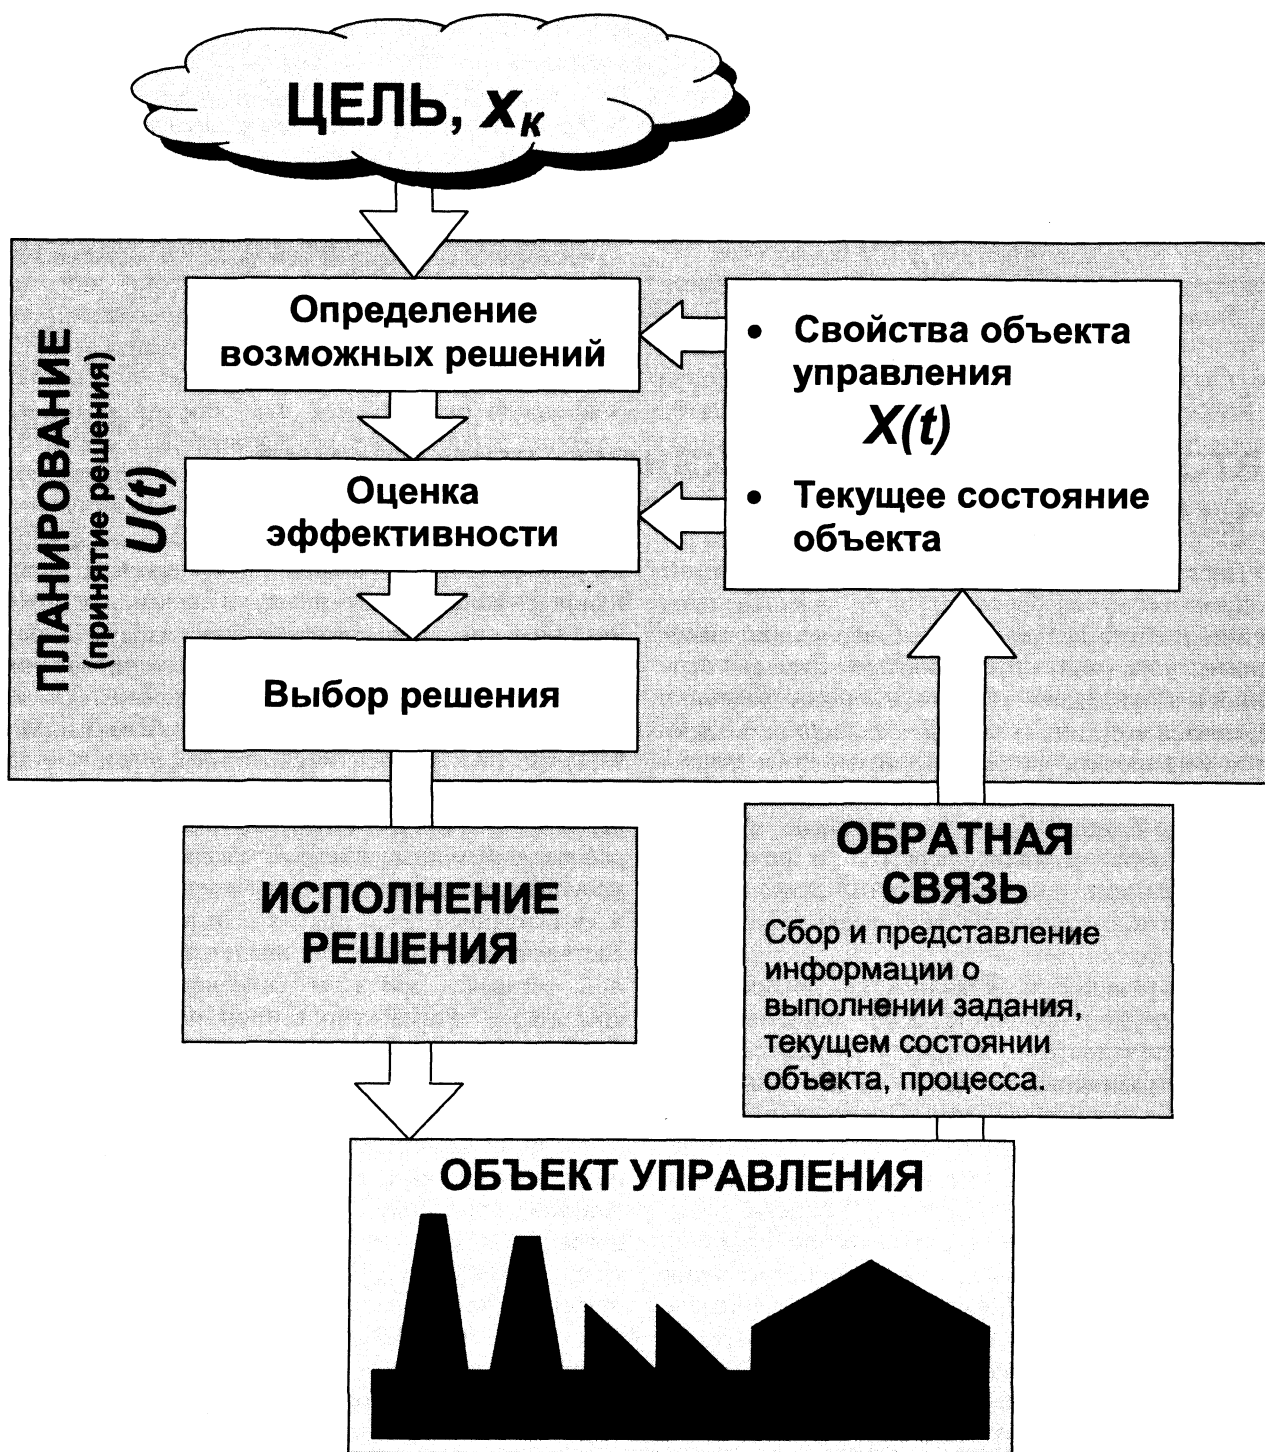 ЦЕЛЬ, xк
ПЛАНИРОВАНИЕ
(принятие решения)
U(t)
Определение
возможных решений
Оценка
эффективности
Выбор решения
• Свойства объекта
управления
X(t)
• Текущее состояние
объекта
ИСПОЛНЕНИЕ
РЕШЕНИЯ
ОБРАТНАЯ
СВЯЗЬ
Сбор и представление
информации о
выполнении задания,
текущем состоянии
объекта, процесса.
ОБЪЕКТ УПРАВЛЕНИЯ